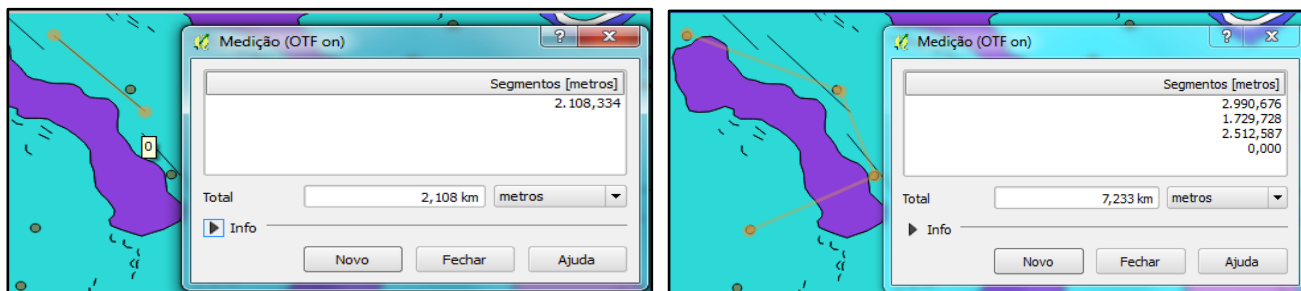 Medição (OTF on)
Segmentos [metros]
2.108,334
0
Total 2,108 km metros
Info
Novo Fechar Ajuda
Medição (OTF on)
Segmentos [metros]
2.990,676
1.729,728
2.512,587
0,000
Total 7,233 km metros
Info
Novo Fechar Ajuda